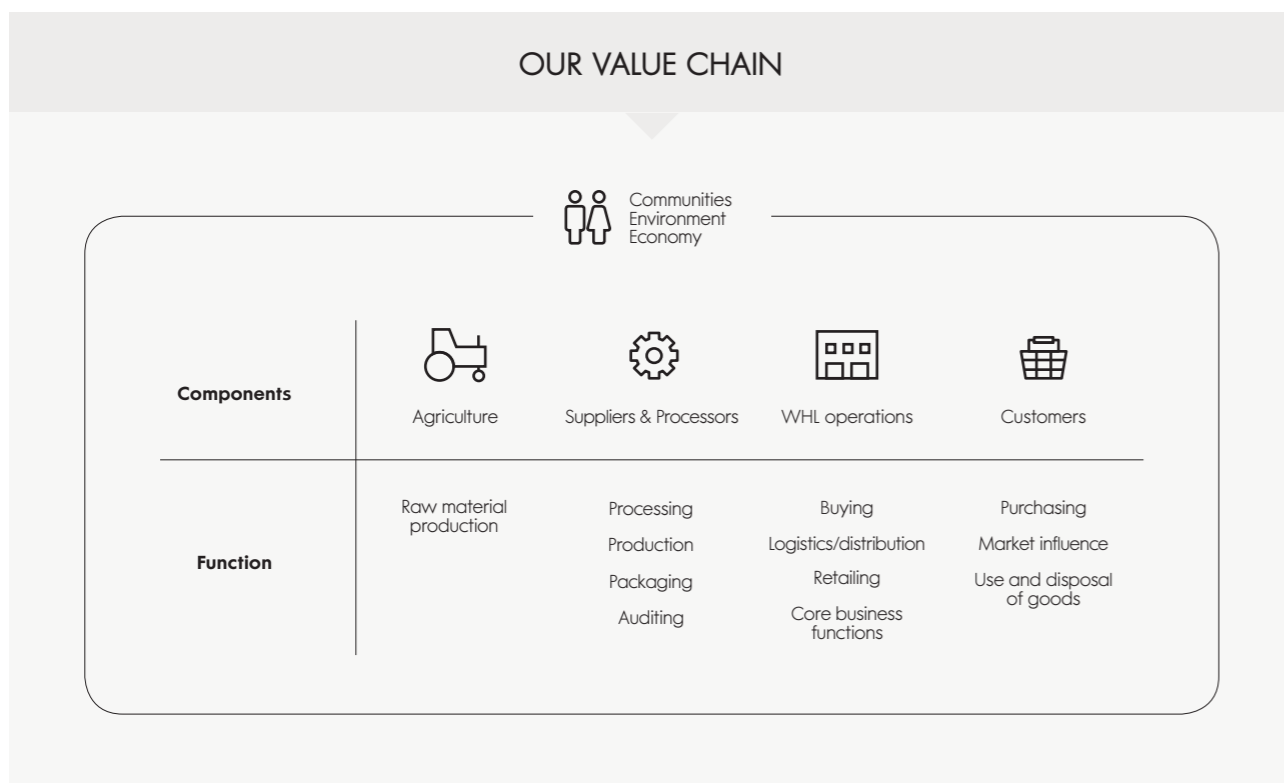 OUR VALUE CHAIN
Communities
Environment
Economy
Components
Agriculture
Suppliers & Processors
WHL operations
Customers
Function
Raw material
production
Processing
Production
Packaging
Auditing
Buying
Logistics/distribution
Retailing
Core business
functions
Purchasing
Market influence
Use and disposal
of goods